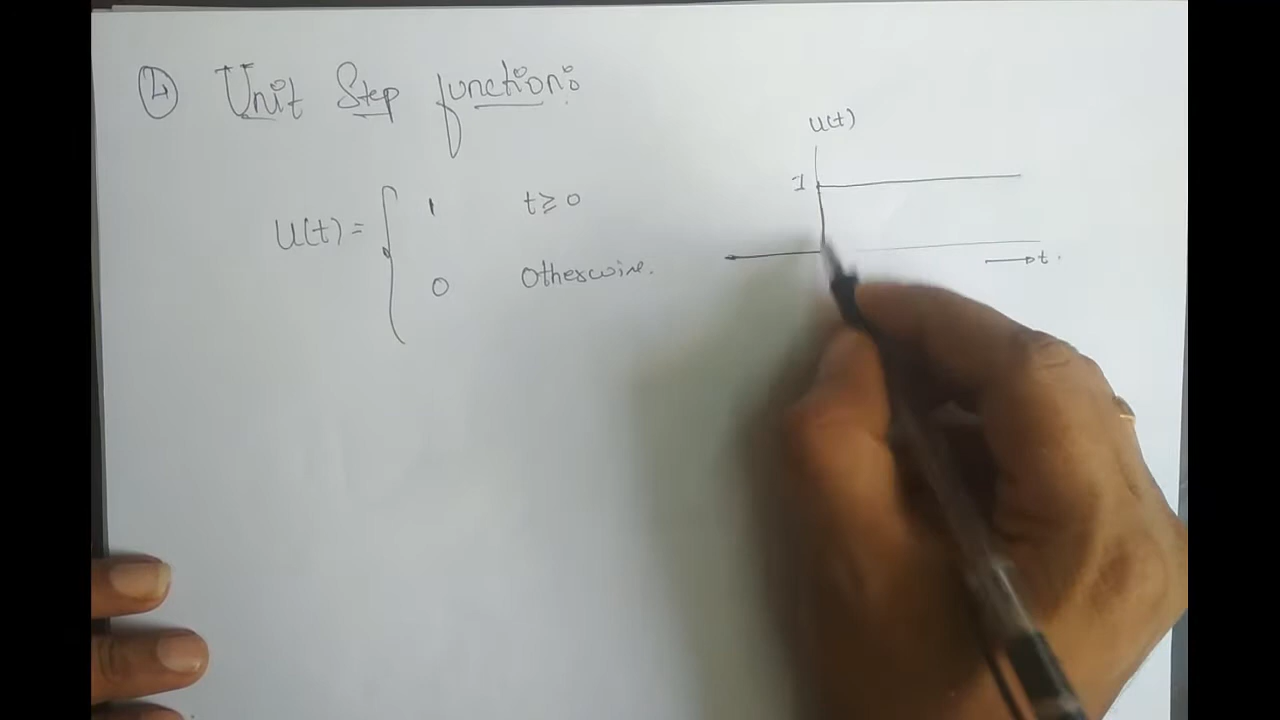 4 Unit Step function:
U(t) = { 1 t ≥ 0
0 Otherwise.
U(t)
1
t